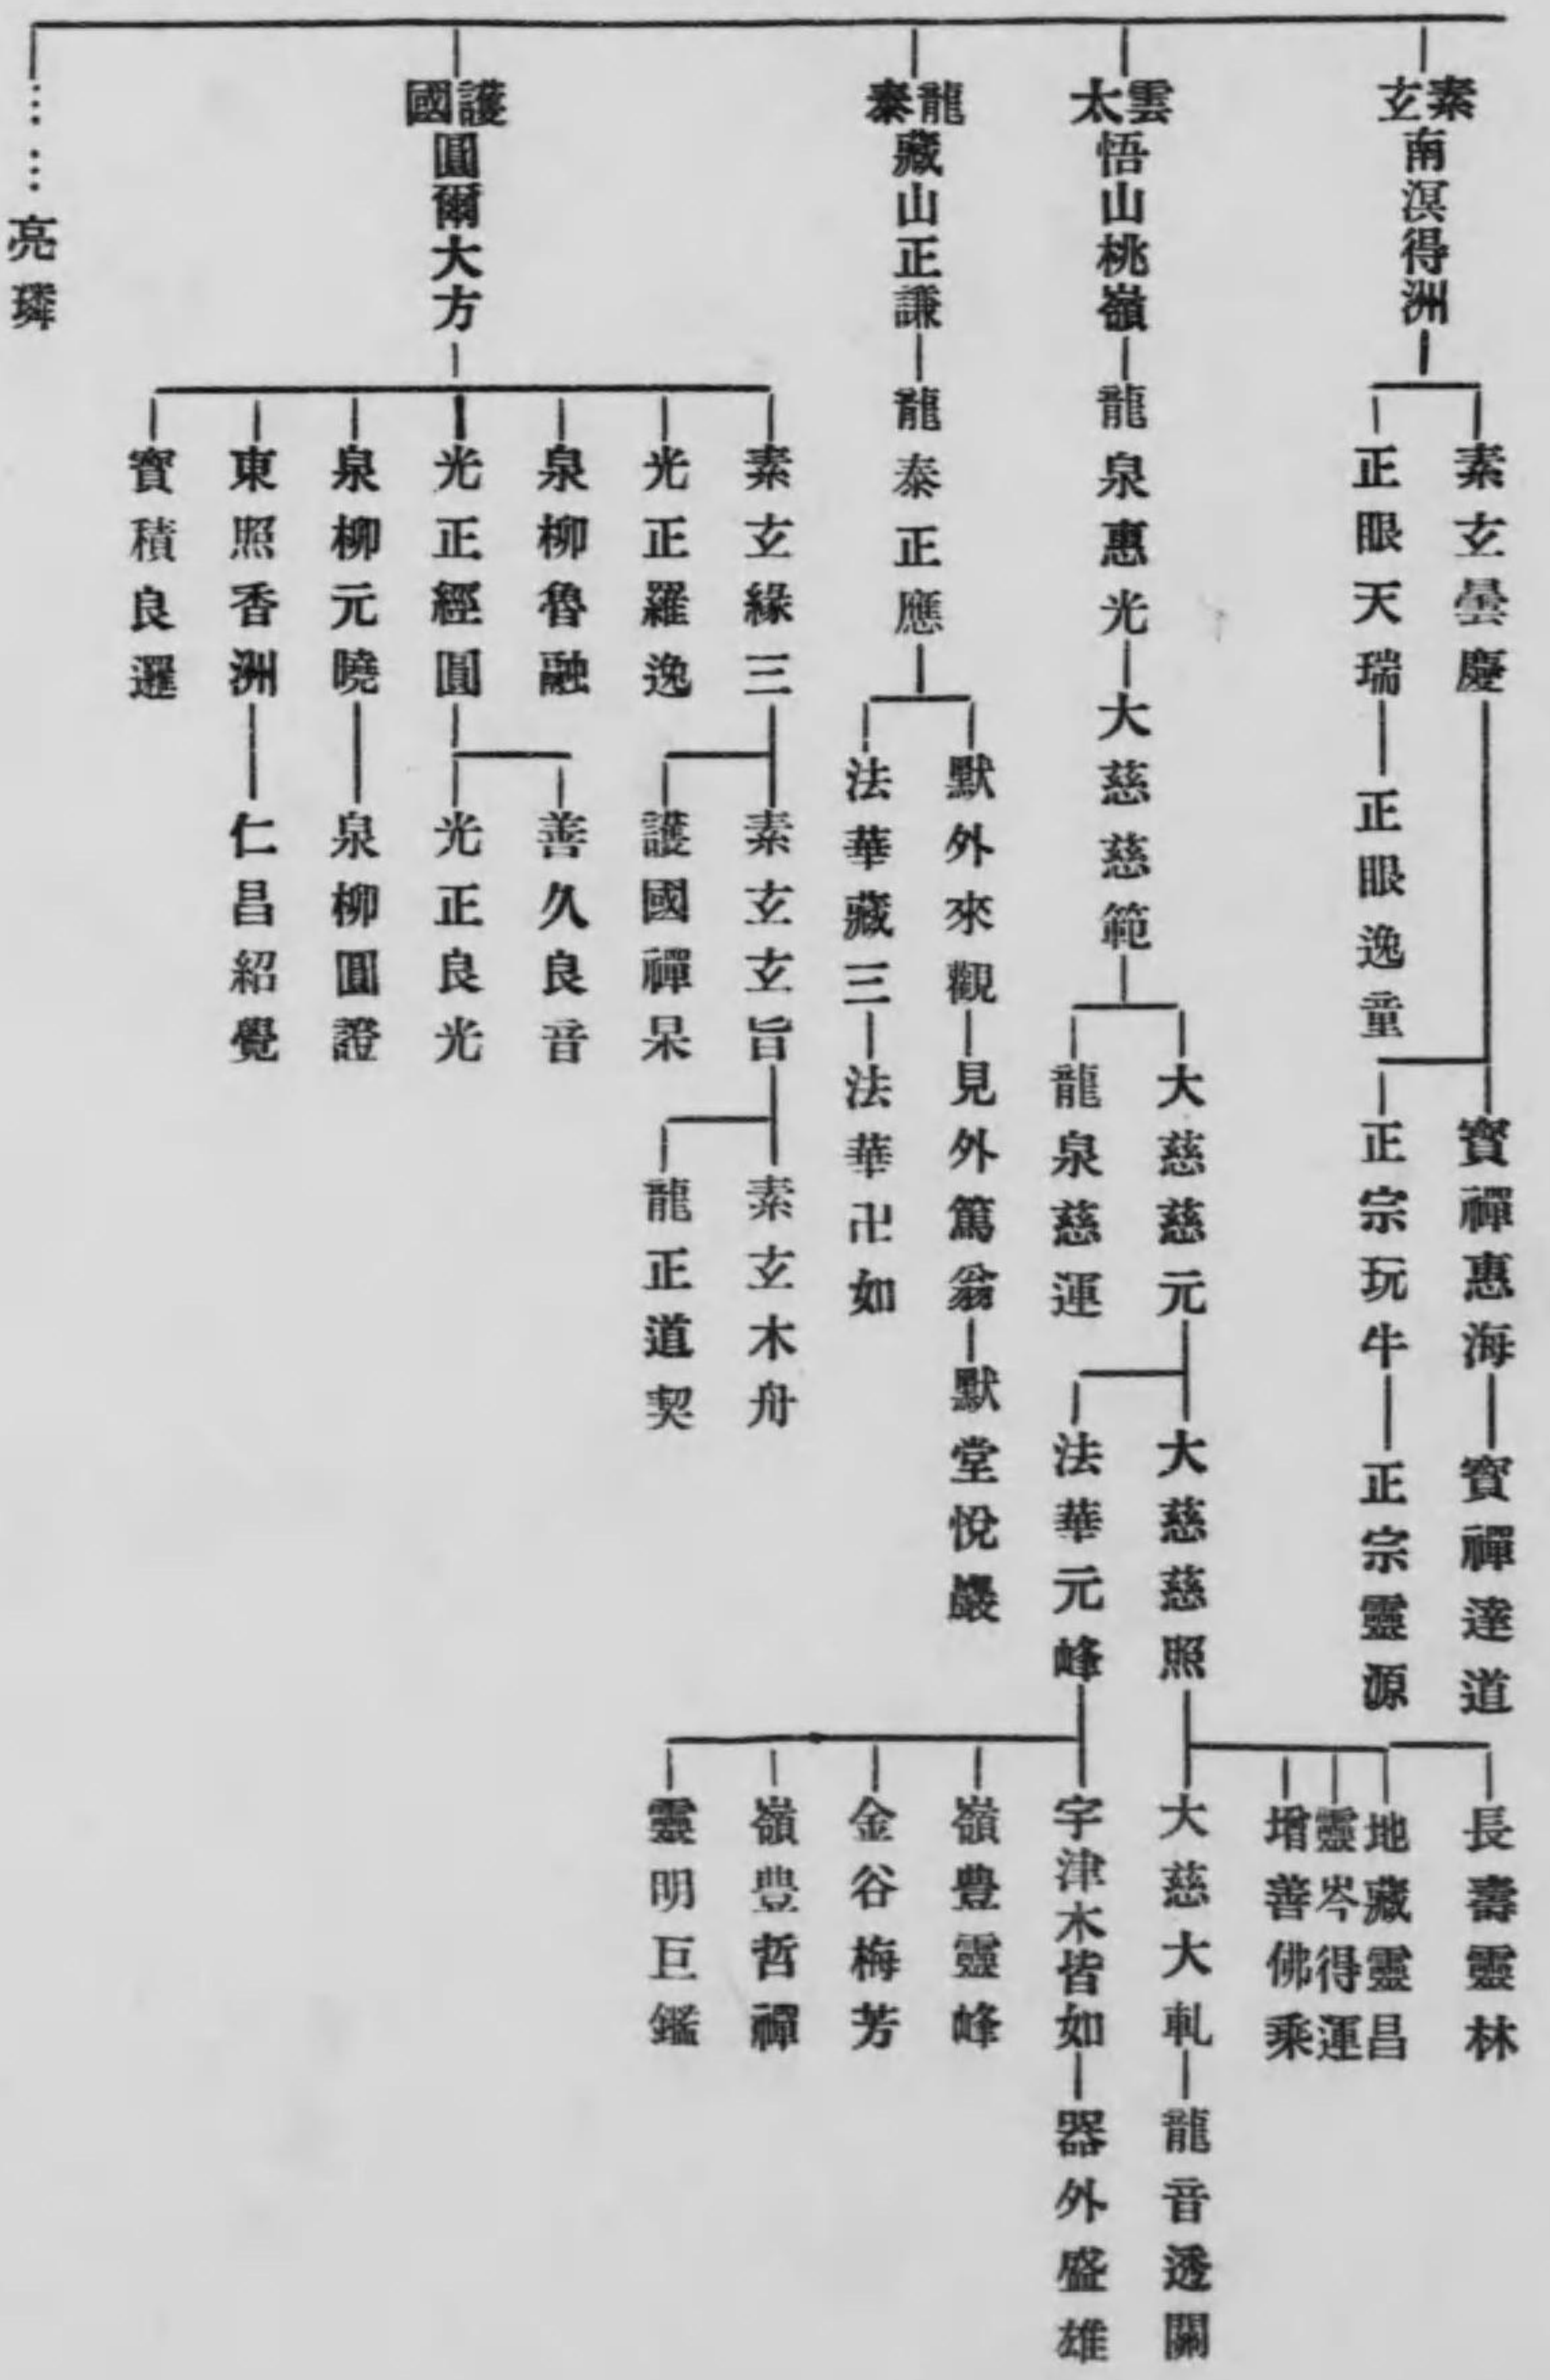 素玄南溟得洲
素玄曇慶
寳禪惠海
寳禪達道
正眼天瑞
正眼逸童
正宗玩牛
正宗靈源
雲太悟山桃嶺
龍泉惠光
大慈慈範
大慈慈元
大慈慈照
長壽靈林
地藏靈昌
靈岑得運
增善佛乘
大慈大軋
龍音透關
法華元峰
宇津木皆如
器外盛雄
嶺豊靈峰
金谷梅芳
嶺豊哲禪
靈明巨鑑
龍泉慈運
龍泰藏山正謙
龍泰正應
默外來觀
見外篤翁
默堂悅巖
法華藏三
法華卍如
護國圓爾大方
素玄緣三
素玄玄旨
素玄木舟
龍正道契
護國禪杲
光正羅逸
泉柳魯融
光正經圓
善久良音
光正良光
泉柳元曉
泉柳圓證
東照香洲
仁昌紹覺
寳積良暹
……亮璘